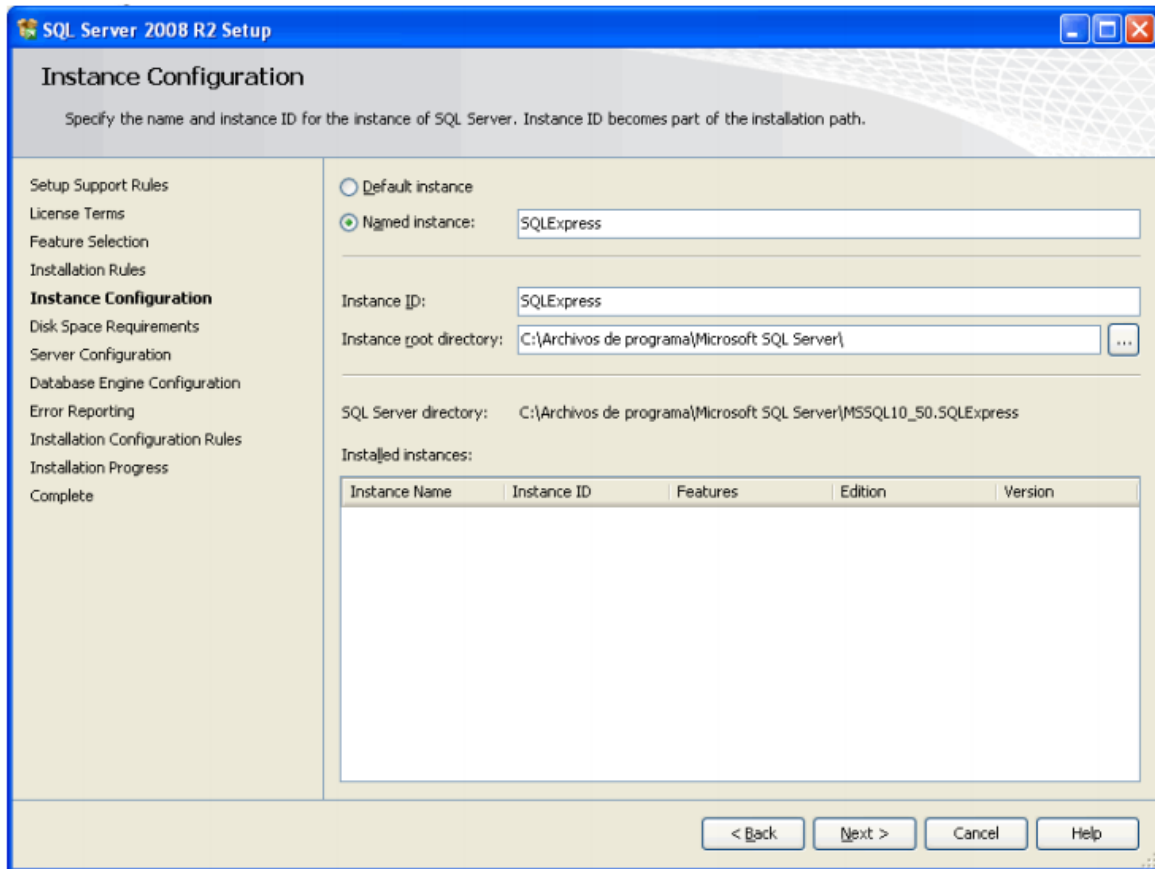 SQL Server 2008 R2 Setup
Instance Configuration
Specify the name and instance ID for the instance of SQL Server. Instance ID becomes part of the installation path.
Setup Support Rules
License Terms
Feature Selection
Installation Rules
Instance Configuration
Disk Space Requirements
Server Configuration
Database Engine Configuration
Error Reporting
Installation Configuration Rules
Installation Progress
Complete
Default instance
Named instance: SQLExpress
Instance ID: SQLExpress
Instance root directory: C:\Archivos de programa\Microsoft SQL Server\ ...
SQL Server directory: C:\Archivos de programa\Microsoft SQL Server\MSSQL10_50.SQLExpress
Installed instances:
Instance Name Instance ID Features Edition Version
< Back Next > Cancel Help